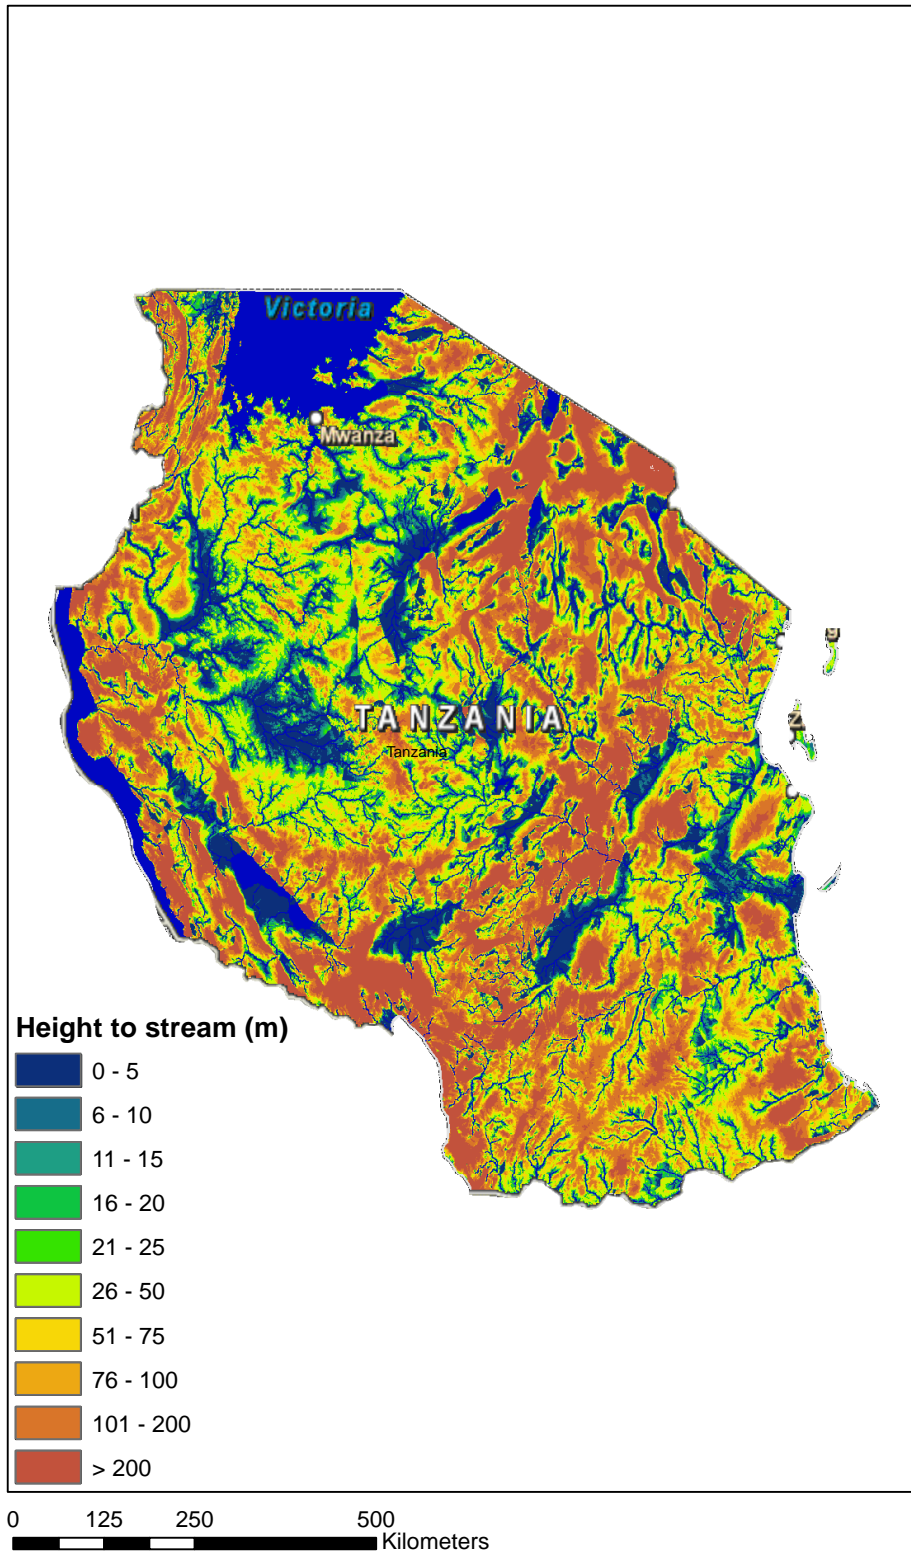 Victoria
Mwanza
TANZANIA
Tanzania
Height to stream (m)
0 - 5
6 - 10
11 - 15
16 - 20
21 - 25
26 - 50
51 - 75
76 - 100
101 - 200
> 200
0 125 250 500
Kilometers